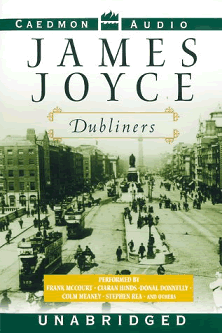 CAEDMON AUDIO
JAMES
JOYCE
Dubliners
PERFORMED BY
FRANK MCCOURT · CIARAN HINDS · DONAL DONNELLY
COLM MEANEY · STEPHEN REA · AND OTHERS
UNABRIDGED